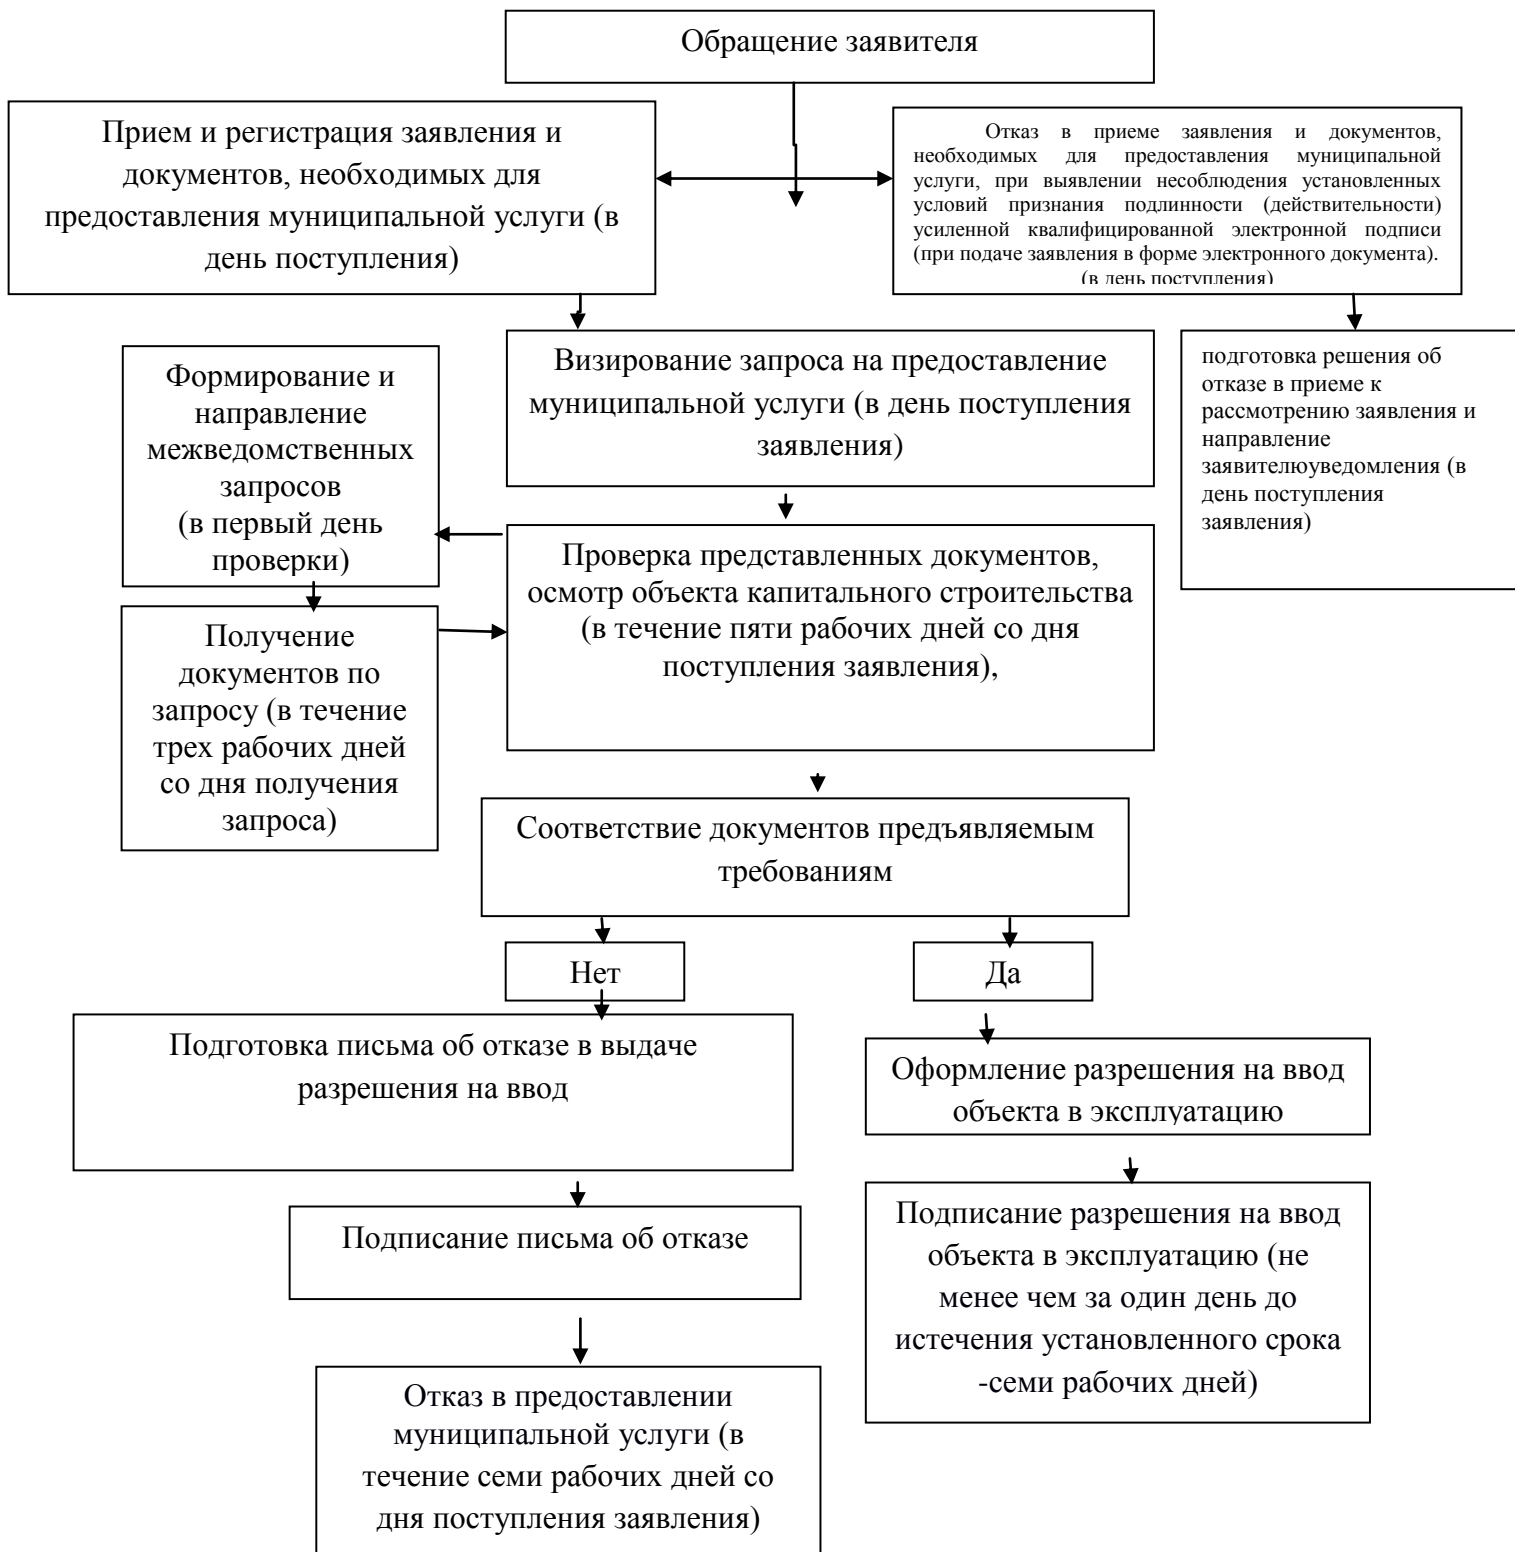 Обращение заявителя
Прием и регистрация заявления и
документов, необходимых для
предоставления муниципальной услуги (в
день поступления)
Отказ в приеме заявления и документов,
необходимых для предоставления муниципальной
услуги, при выявлении несоблюдения установленных
условий признания подлинности (действительности)
усиленной квалифицированной электронной подписи
(при подаче заявления в форме электронного документа).
(в день поступления)
Визирование запроса на предоставление
муниципальной услуги (в день поступления
заявления)
подготовка решения об
отказе в приеме к
рассмотрению заявления и
направление
заявителюуведомления (в
день поступления
заявления)
Формирование и
направление
межведомственных
запросов
(в первый день
проверки)
Проверка представленных документов,
осмотр объекта капитального строительства
(в течение пяти рабочих дней со дня
поступления заявления),
Получение
документов по
запросу (в течение
трех рабочих дней
со дня получения
запроса)
Соответствие документов предъявляемым
требованиям
Нет
Да
Подготовка письма об отказе в выдаче
разрешения на ввод
Оформление разрешения на ввод
объекта в эксплуатацию
Подписание письма об отказе
Подписание разрешения на ввод
объекта в эксплуатацию (не
менее чем за один день до
истечения установленного срока
-семи рабочих дней)
Отказ в предоставлении
муниципальной услуги (в
течение семи рабочих дней со
дня поступления заявления)